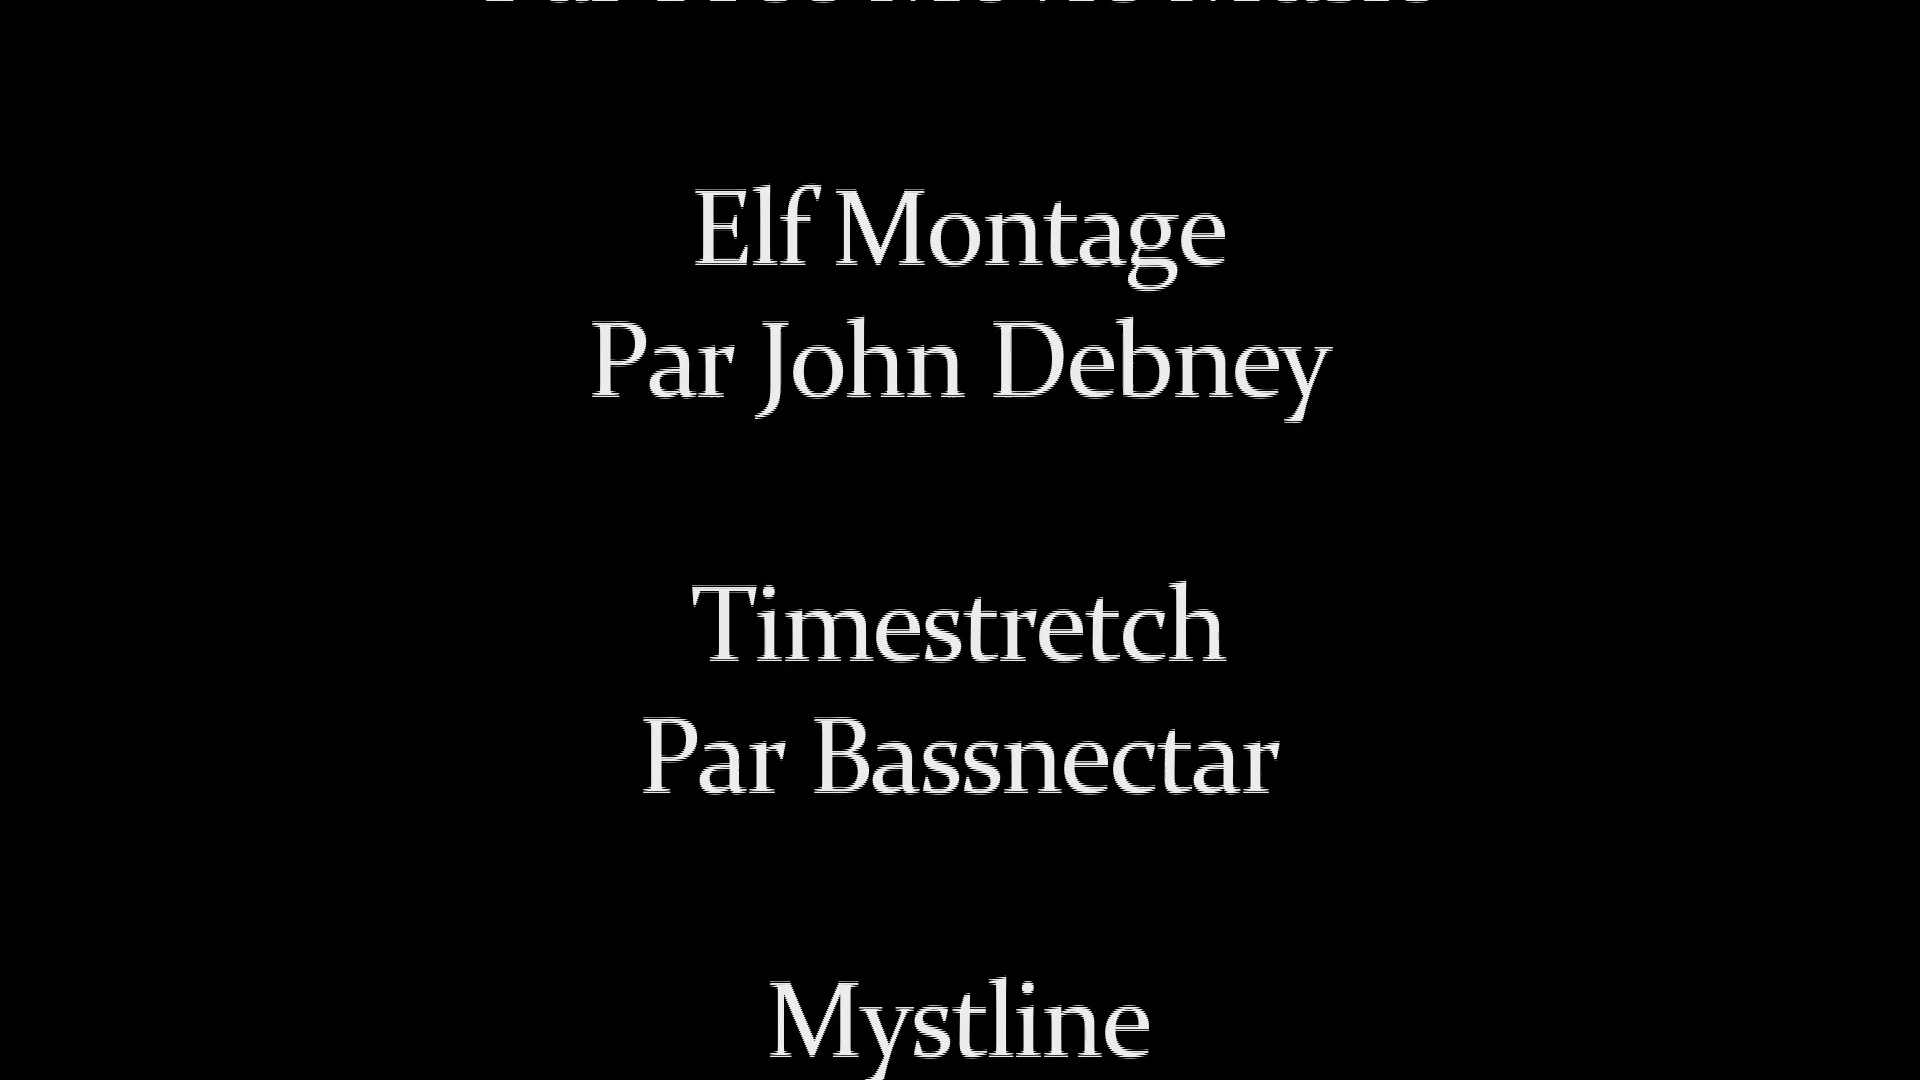 Elf Montage
Par John Debney
Timestretch
Par Bassnectar
Mystline